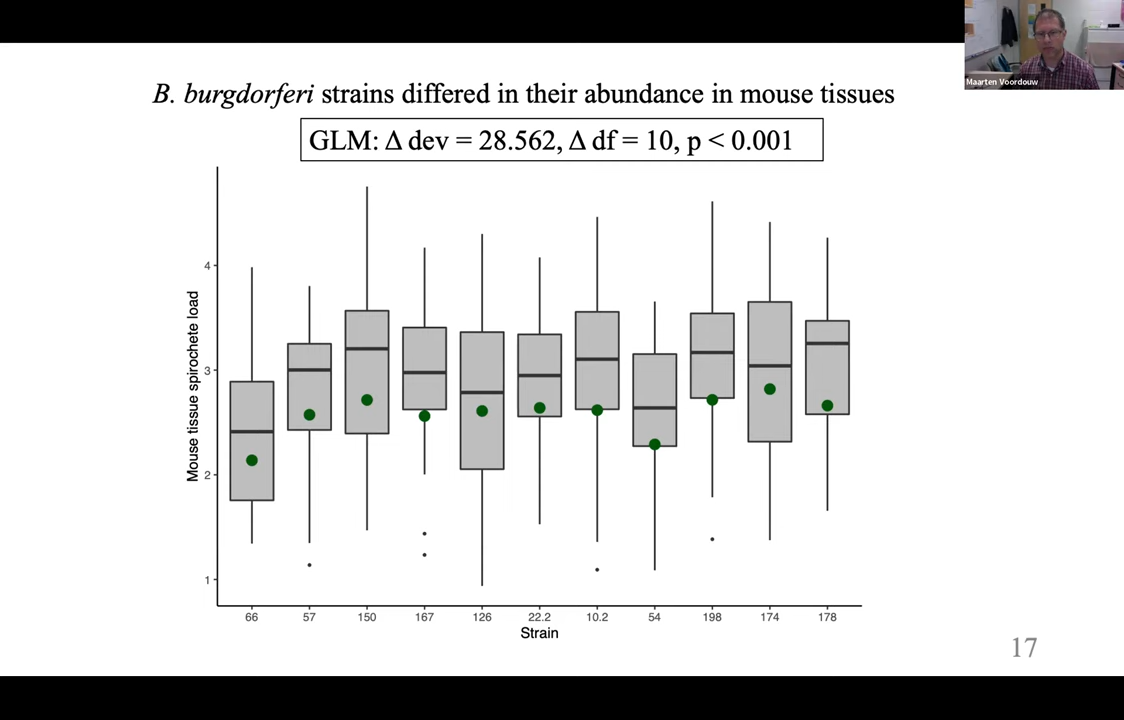 Maarten Voordouw
B. burgdorferi strains differed in their abundance in mouse tissues
GLM: Δ dev = 28.562, Δ df = 10, p < 0.001
Mouse tissue spirochete load
4
3
2
1
66 57 150 167 126 22.2 10.2 54 198 174 178
Strain
17